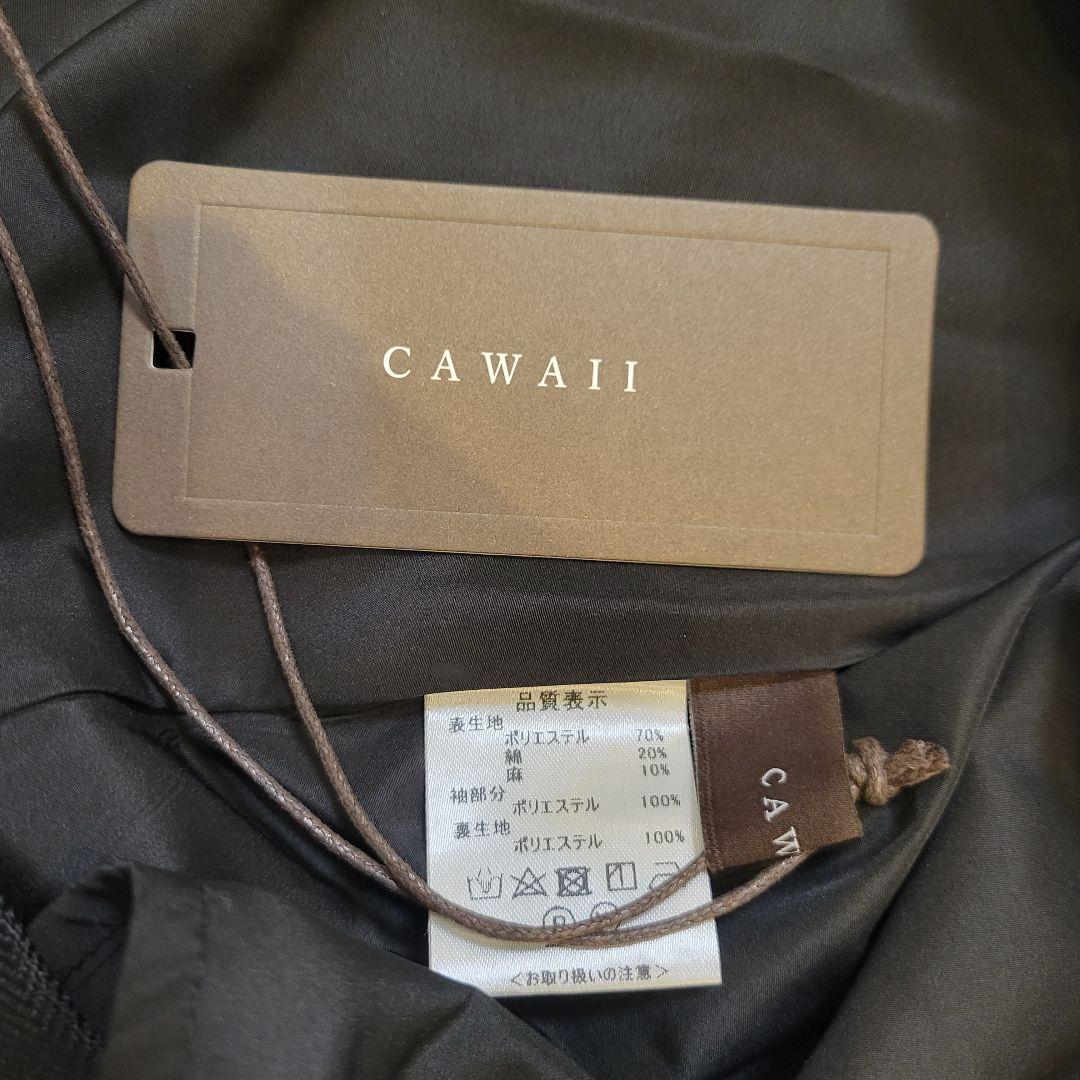 CAWAII
品質表示
表生地
ポリエステル 70%
綿 20%
麻 10%
袖部分
ポリエステル 100%
裏生地
ポリエステル 100%
P
<お取り扱いの注意>
CAW